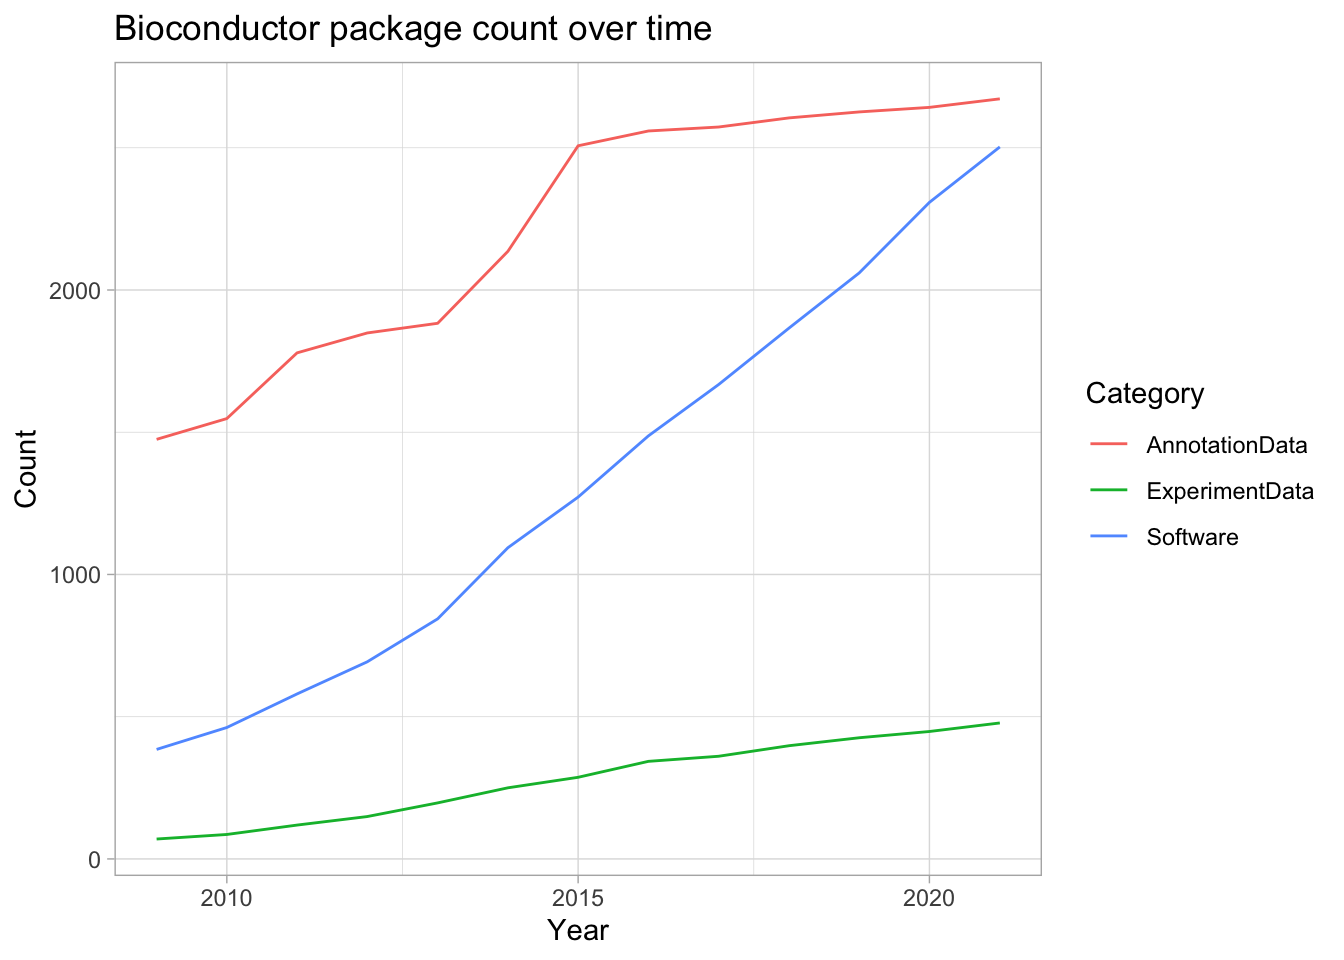 Bioconductor package count over time
2000
1000
0
Count
2010
2015
2020
Year
Category
AnnotationData
ExperimentData
Software